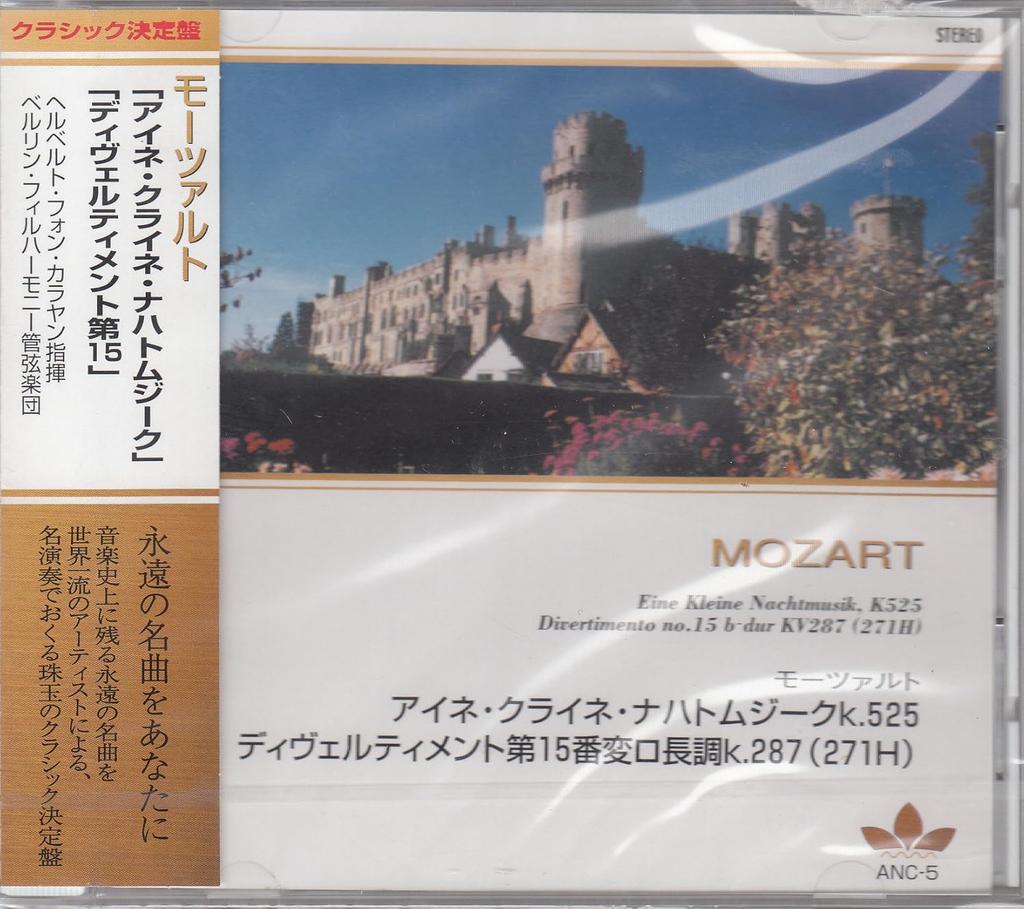 クラシック決定盤
モーツァルト
「アイネ・クライネ・ナハトムジーク」
「ディヴェルティメント第15」
ヘルベルト・フォン・カラヤン指揮
ベルリン・フィルハーモニー管弦楽団
永遠の名曲をあなたに
音楽史上に残る永遠の名曲を
世界一流のアーティストによる、
名演奏でおくる珠玉のクラシック決定盤
STEREO
MOZART
Eine Kleine Nachtmusik, K525
Divertimento no.15 b-dur KV287 (271H)
モーツァルト
アイネ・クライネ・ナハトムジークk.525
ディヴェルティメント第15番変ロ長調k.287(271H)
ANC-5